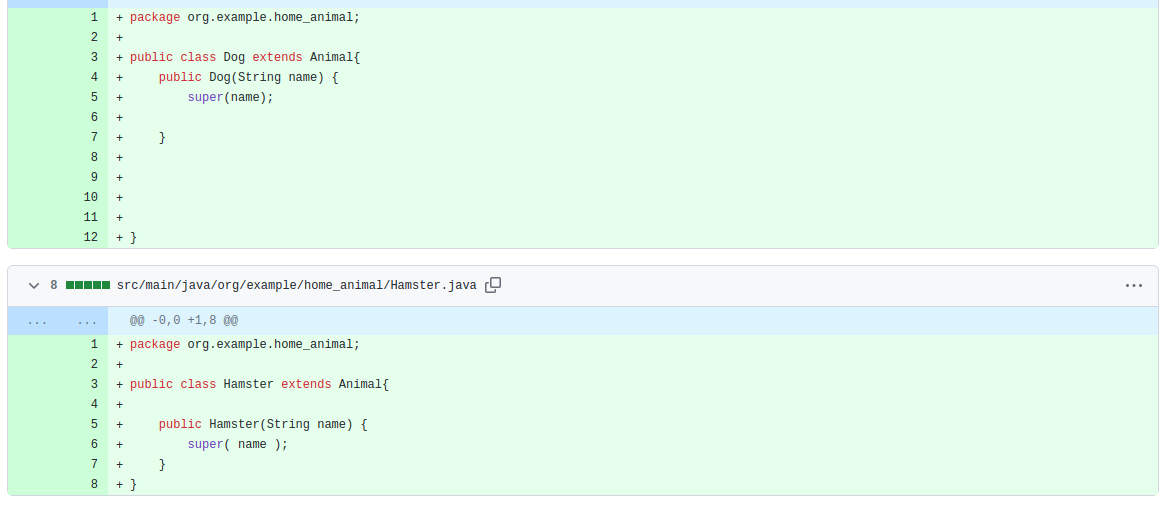 1 + package org.example.home_animal;
2 +
3 + public class Dog extends Animal{
4 +     public Dog(String name) {
5 +         super(name);
6 +
7 +     }
8 +
9 +
10 +
11 +
12 + }
8 src/main/java/org/example/home_animal/Hamster.java ...
... ... @@ -0,0 +1,8 @@
1 + package org.example.home_animal;
2 +
3 + public class Hamster extends Animal{
4 +
5 +     public Hamster(String name) {
6 +         super( name );
7 +     }
8 + }